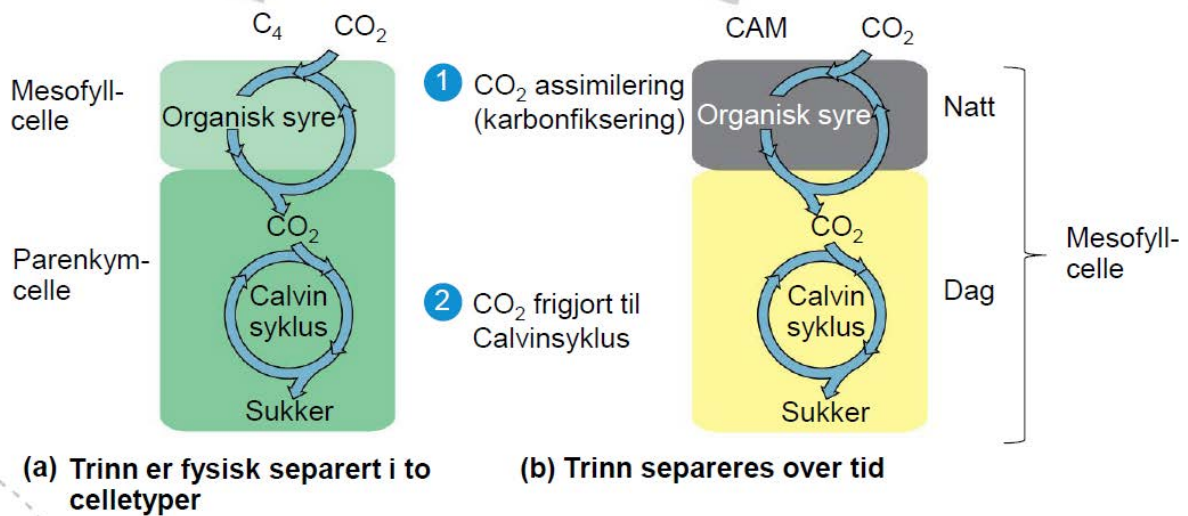 C₄ CO₂
Mesofyll-
celle
Organisk syre
CO₂
Parenkym-
celle
Calvin
syklus
Sukker
1 CO₂ assimilering
(karbonfiksering)
2 CO₂ frigjort til
Calvinsyklus
CAM CO₂
Organisk syre
Natt
CO₂
Calvin
syklus
Dag
Sukker
Mesofyll-
celle
(a) Trinn er fysisk separert i to
celletyper
(b) Trinn separeres over tid